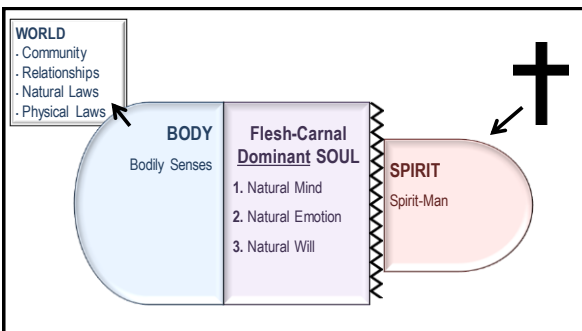 WORLD
· Community
· Relationships
· Natural Laws
· Physical Laws
BODY
Bodily Senses
Flesh-Carnal
Dominant SOUL
1. Natural Mind
2. Natural Emotion
3. Natural Will
SPIRIT
Spirit-Man